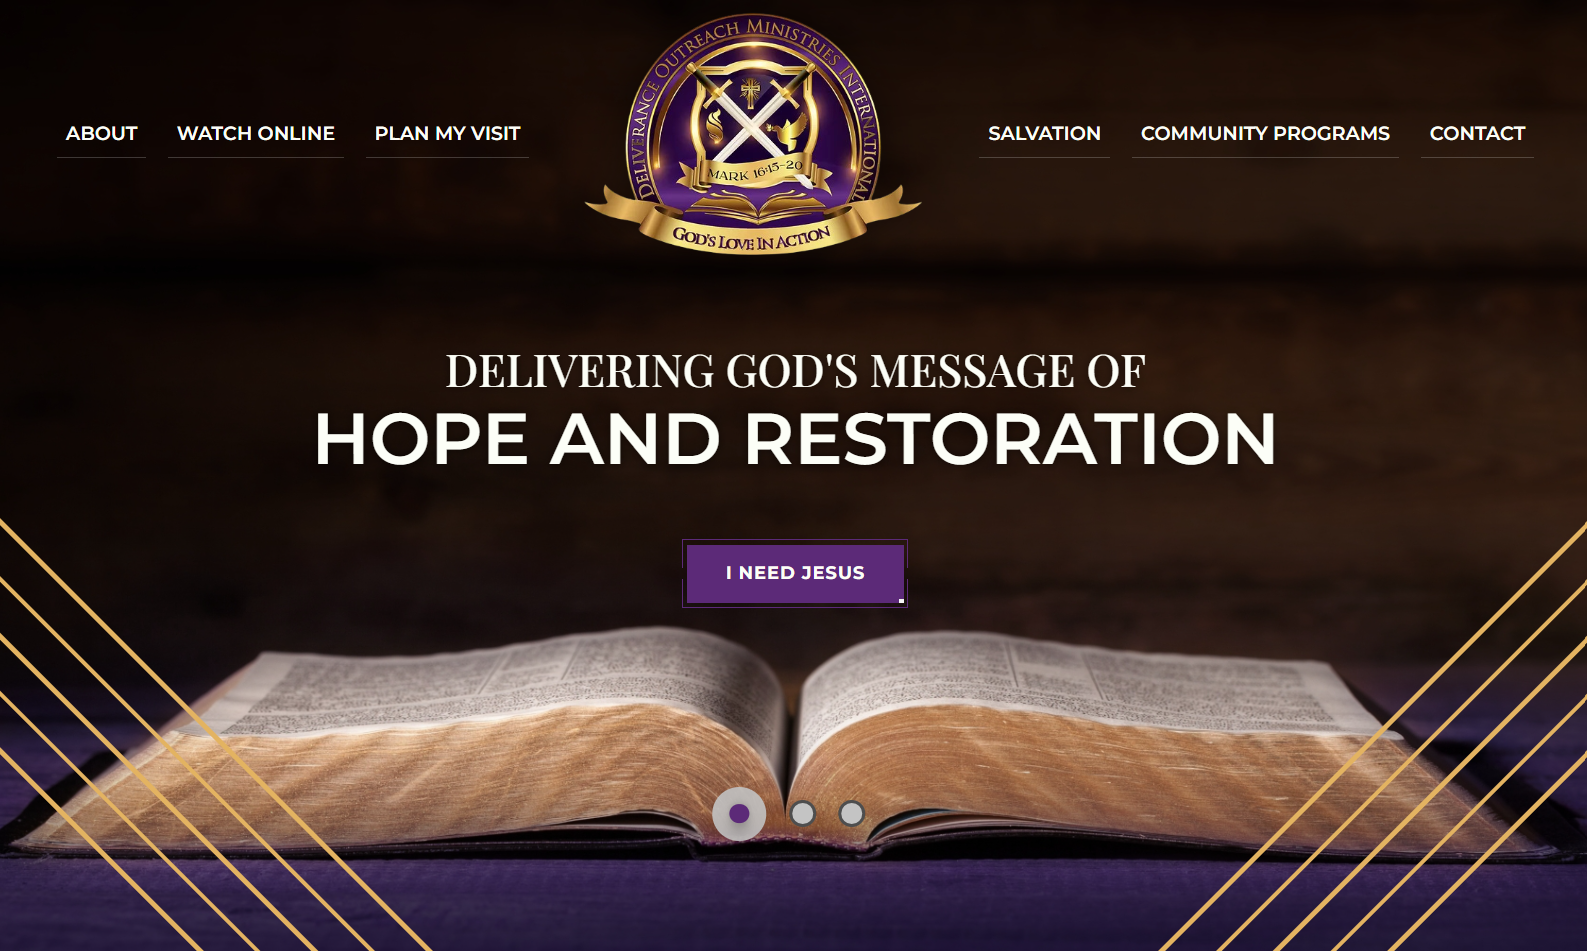 ABOUT
WATCH ONLINE
PLAN MY VISIT
DELIVERANCE OUTREACH MINISTRIES INTERNATIONAL
MARK 16:15-20
GOD'S LOVE IN ACTION
SALVATION
COMMUNITY PROGRAMS
CONTACT
DELIVERING GOD'S MESSAGE OF
HOPE AND RESTORATION
I NEED JESUS